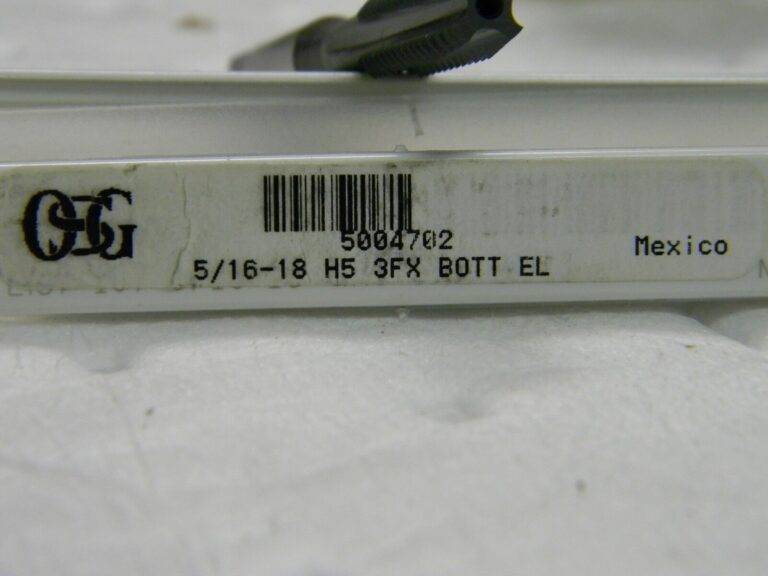 OSG
5004702
5/16-18 H5 3FX BOTT EL
Mexico